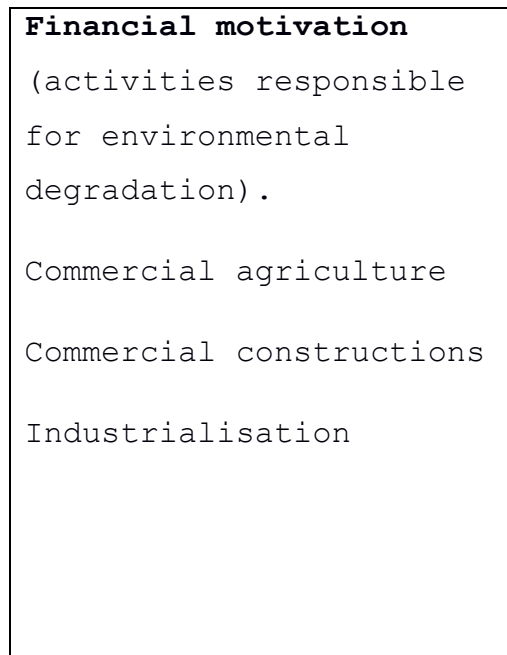 Financial motivation
(activities responsible
for environmental
degradation).
Commercial agriculture
Commercial constructions
Industrialisation